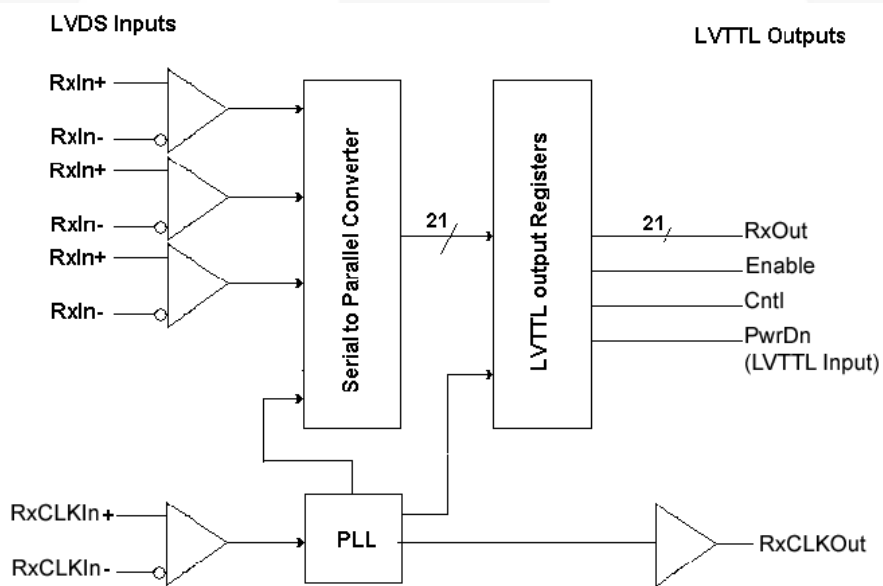 LVDS Inputs
LVTTL Outputs
RxIn+
RxIn-
RxIn+
RxIn-
RxIn+
RxIn-
Serial to Parallel Converter
21
LVTTL output Registers
21
RxOut
Enable
Cntl
PwrDn
(LVTTL Input)
RxCLKIn+
RxCLKIn-
PLL
RxCLKOut